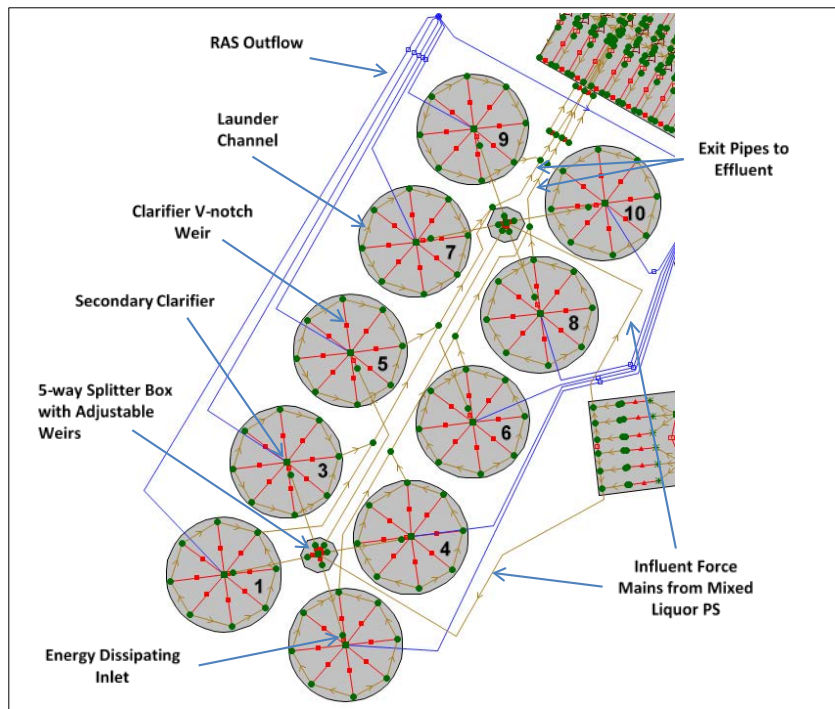 RAS Outflow
Launder
Channel
Clarifier V-notch
Weir
Secondary Clarifier
5-way Splitter Box
with Adjustable
Weirs
Energy Dissipating
Inlet
Exit Pipes to
Effluent
Influent Force
Mains from Mixed
Liquor PS
9
10
7
8
5
6
3
4
1